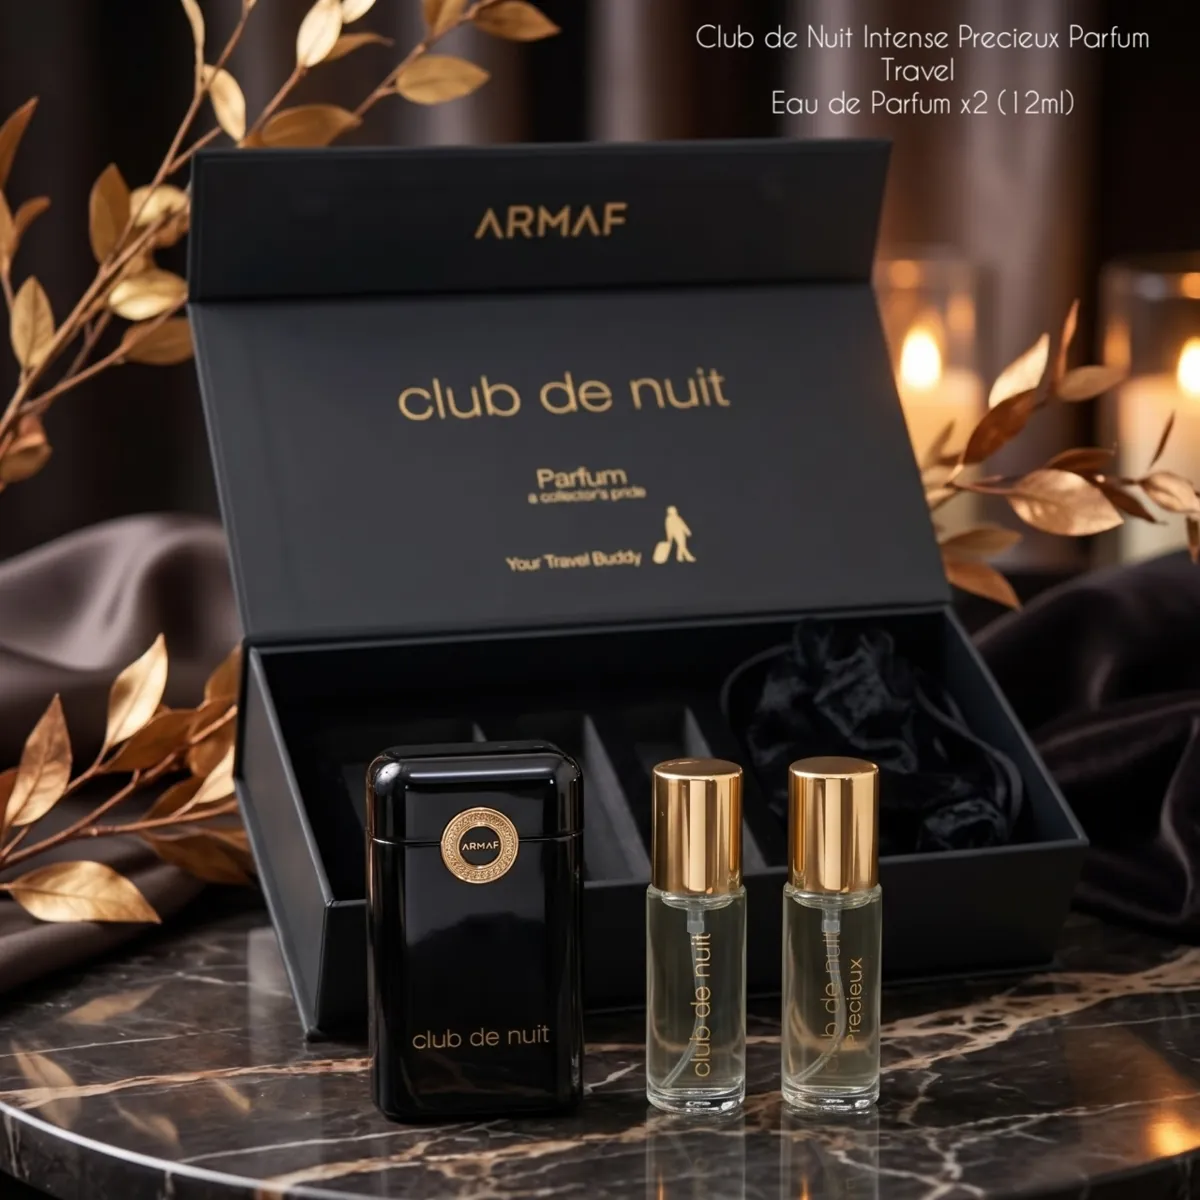 Club de Nuit Intense Precieux Parfum
Travel
Eau de Parfum x2 (12ml)
ARMAF
club de nuit
Parfum
a collector's pride
Your Travel Buddy
ARMAF
club de nuit
club de nuit
club de nuit
Precieux